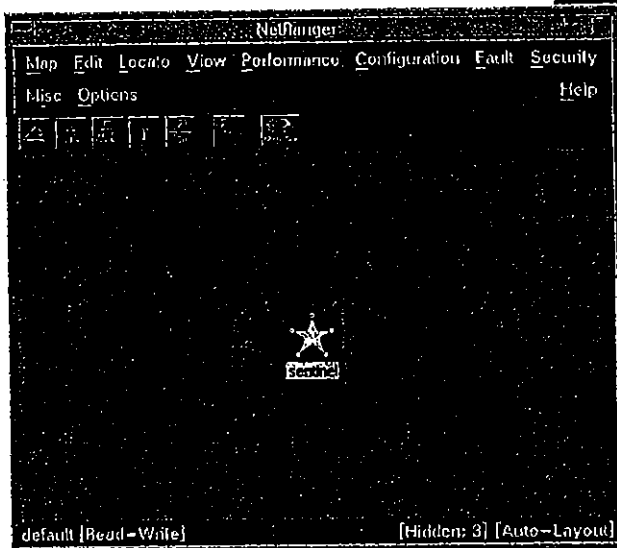 NetRanger
Map Edit Locate View Performance Configuration Fault Security
Misc Options Help
sentinel
default [Read-Write] [Hidden: 3] [Auto-Layout]